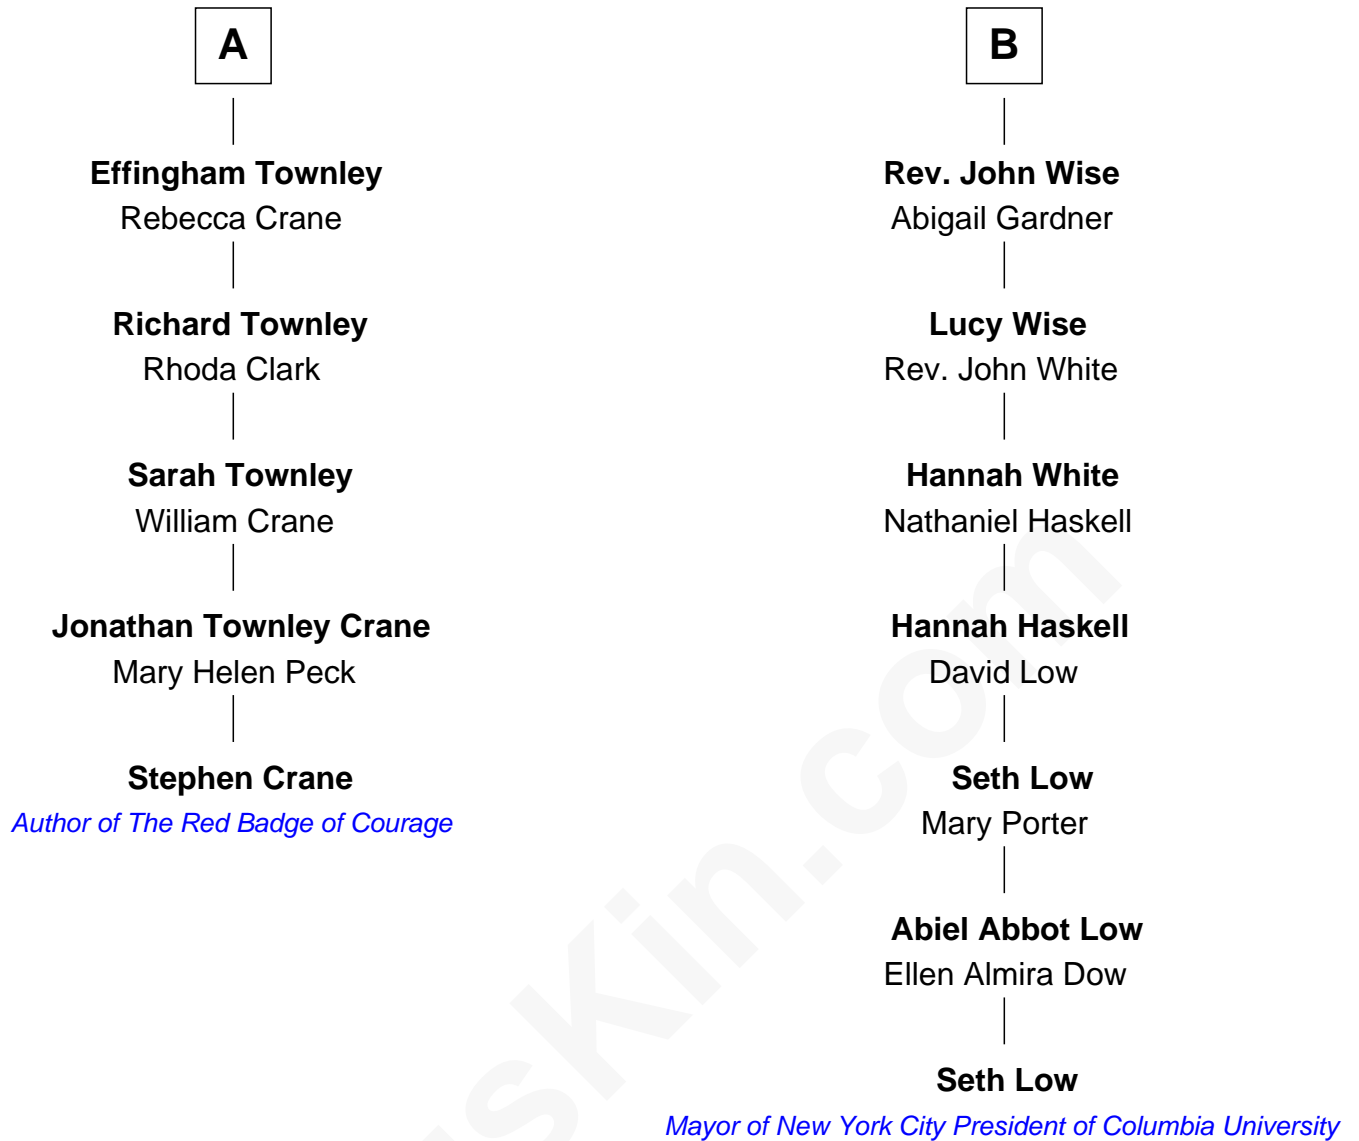 A
Effingham Townley
Rebecca Crane
Richard Townley
Rhoda Clark
Sarah Townley
William Crane
Jonathan Townley Crane
Mary Helen Peck
Stephen Crane
Author of The Red Badge of Courage
B
Rev. John Wise
Abigail Gardner
Lucy Wise
Rev. John White
Hannah White
Nathaniel Haskell
Hannah Haskell
David Low
Seth Low
Mary Porter
Abiel Abbot Low
Ellen Almira Dow
Seth Low
Mayor of New York City President of Columbia University
sKin.com